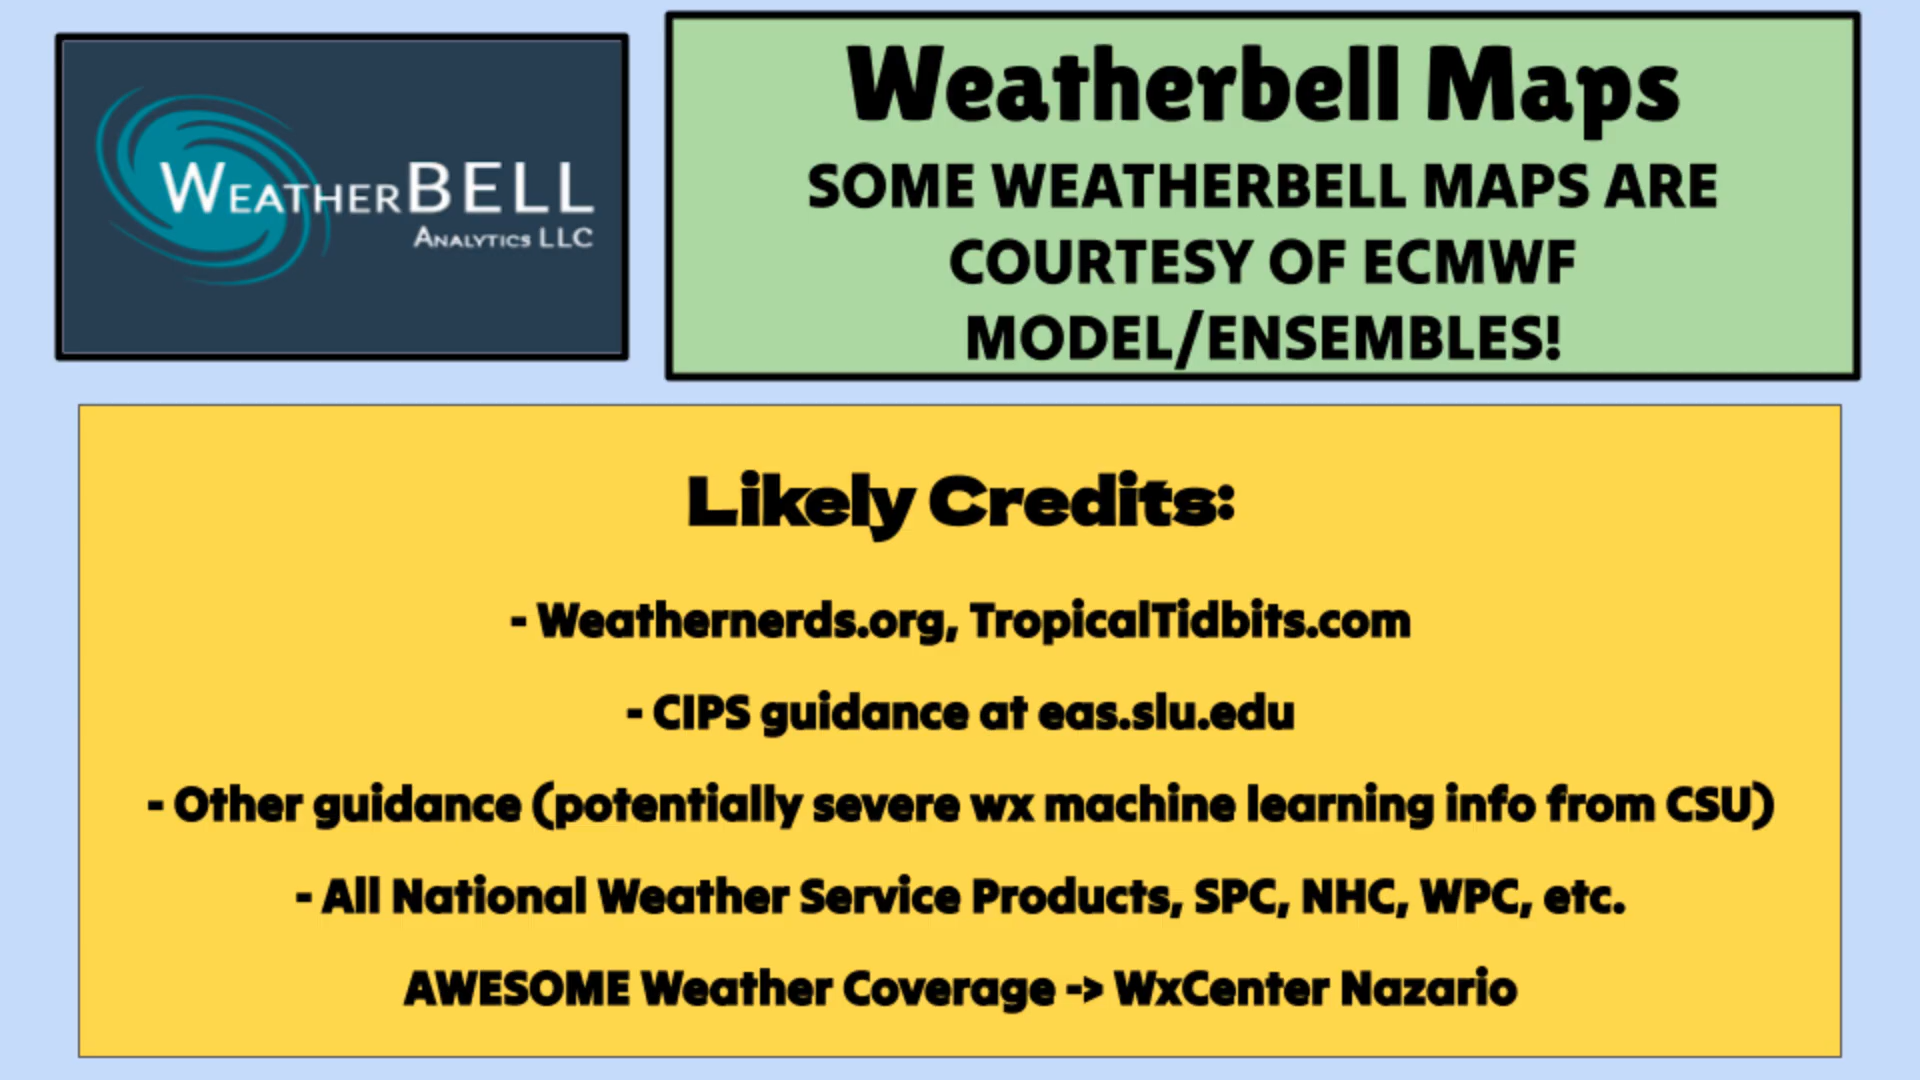 WEATHERBELL
ANALYTICS LLC
Weatherbell Maps
SOME WEATHERBELL MAPS ARE
COURTESY OF ECMWF
MODEL/ENSEMBLES!
Likely Credits:
- Weathernerds.org, TropicalTidbits.com
- CIPS guidance at eas.slu.edu
- Other guidance (potentially severe wx machine learning info from CSU)
- All National Weather Service Products, SPC, NHC, WPC, etc.
AWESOME Weather Coverage -> WxCenter Nazario